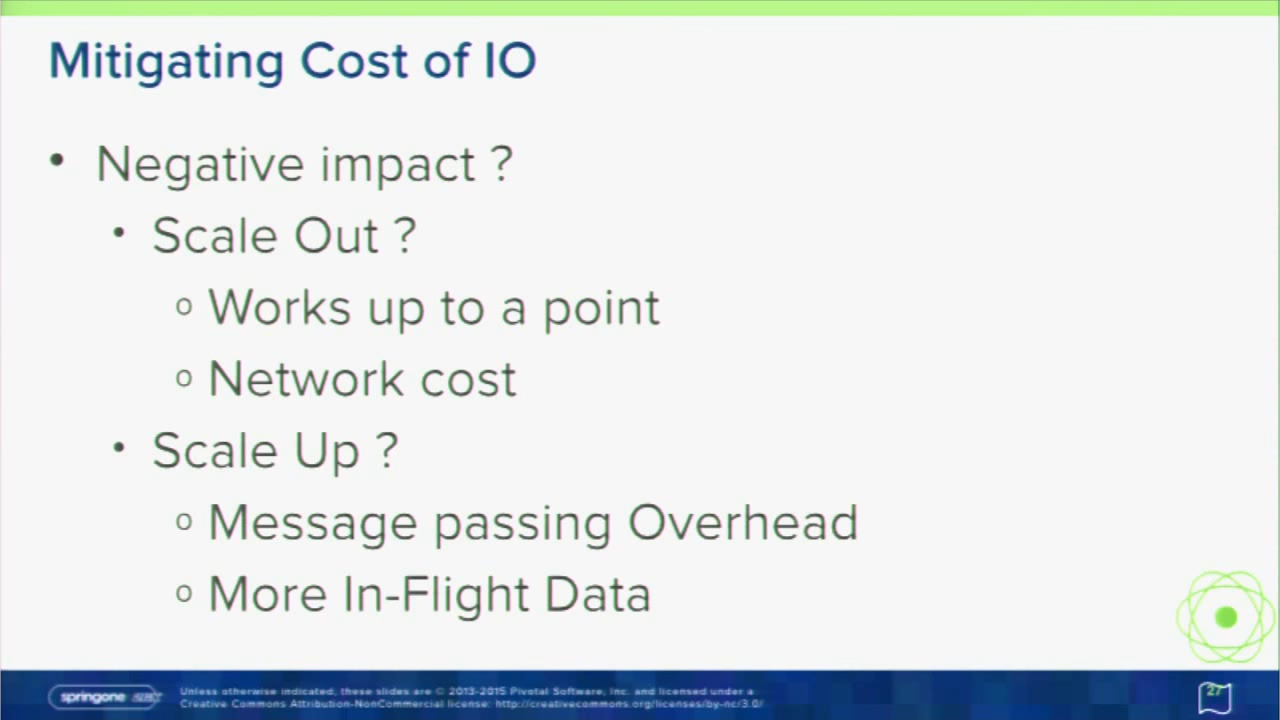 Mitigating Cost of IO
• Negative impact ?
• Scale Out ?
o Works up to a point
o Network cost
• Scale Up ?
o Message passing Overhead
o More In-Flight Data
springone
Unless otherwise indicated, these slides are © 2013-2015 Pivotal Software, Inc. and licensed under a
Creative Commons Attribution-NonCommercial license: http://creativecommons.org/licenses/by-nc/3.0/
27